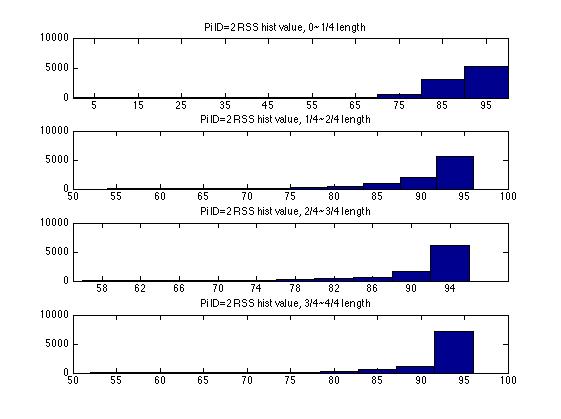 PiID=2 RSS hist value, 0~1/4 length
10000
5000
0
5 15 25 35 45 55 65 75 85 95
PiID=2 RSS hist value, 1/4~2/4 length
10000
5000
0
50 55 60 65 70 75 80 85 90 95 100
PiID=2 RSS hist value, 2/4~3/4 length
10000
5000
0
58 62 66 70 74 78 82 86 90 94
PiID=2 RSS hist value, 3/4~4/4 length
10000
5000
0
50 55 60 65 70 75 80 85 90 95 100